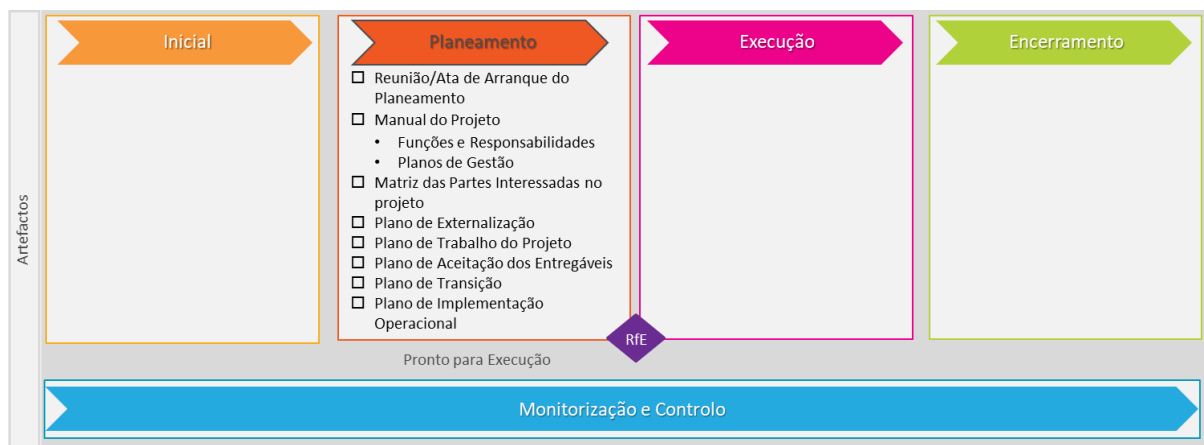 Inicial
Planeamento
Execução
Encerramento
Artefactos
Reunião/Ata de Arranque do
Planeamento
Manual do Projeto
• Funções e Responsabilidades
• Planos de Gestão
Matriz das Partes Interessadas no
projeto
Plano de Externalização
Plano de Trabalho do Projeto
Plano de Aceitação dos Entregáveis
Plano de Transição
Plano de Implementação
Operacional
RfE
Pronto para Execução
Monitorização e Controlo